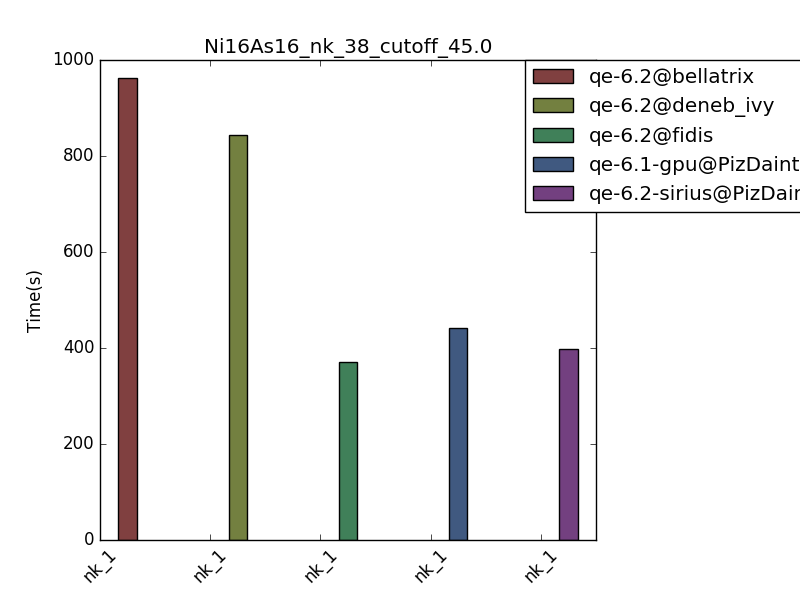 Ni16As16_nk_38_cutoff_45.0
1000
800
600
400
200
0
Time(s)
nk_1
nk_1
nk_1
nk_1
nk_1
qe-6.2@bellatrix
qe-6.2@deneb_ivy
qe-6.2@fidis
qe-6.1-gpu@PizDaint
qe-6.2-sirius@PizDain